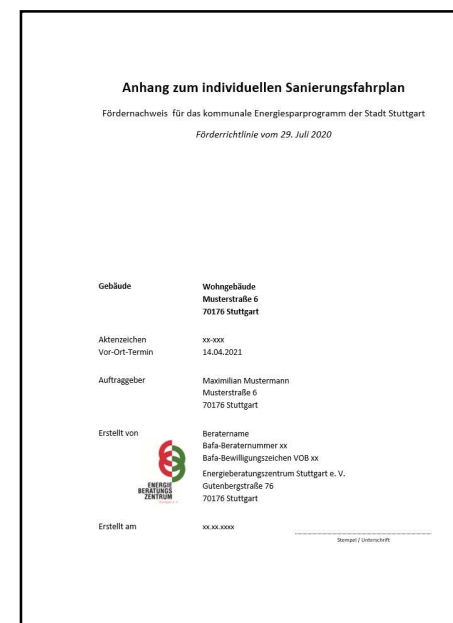 Anhang zum individuellen Sanierungsfahrplan
Fördernachweis für das kommunale Energiesparprogramm der Stadt Stuttgart
Förderrichtlinie vom 29. Juli 2020
Gebäude Wohngebäude
Musterstraße 6
70176 Stuttgart
Aktenzeichen xx-xxx
Vor-Ort-Termin 14.04.2021
Auftraggeber Maximilian Mustermann
Musterstraße 6
70176 Stuttgart
Erstellt von Beratername
Bafa-Beraternummer xx
Bafa-Bewilligungszeichen VOB xx
Energieberatungszentrum Stuttgart e. V.
Gutenbergstraße 76
70176 Stuttgart
ENERGIE
BERATUNGS
ZENTRUM
Erstellt am xx.xx.xxxx
Stempel / Unterschrift